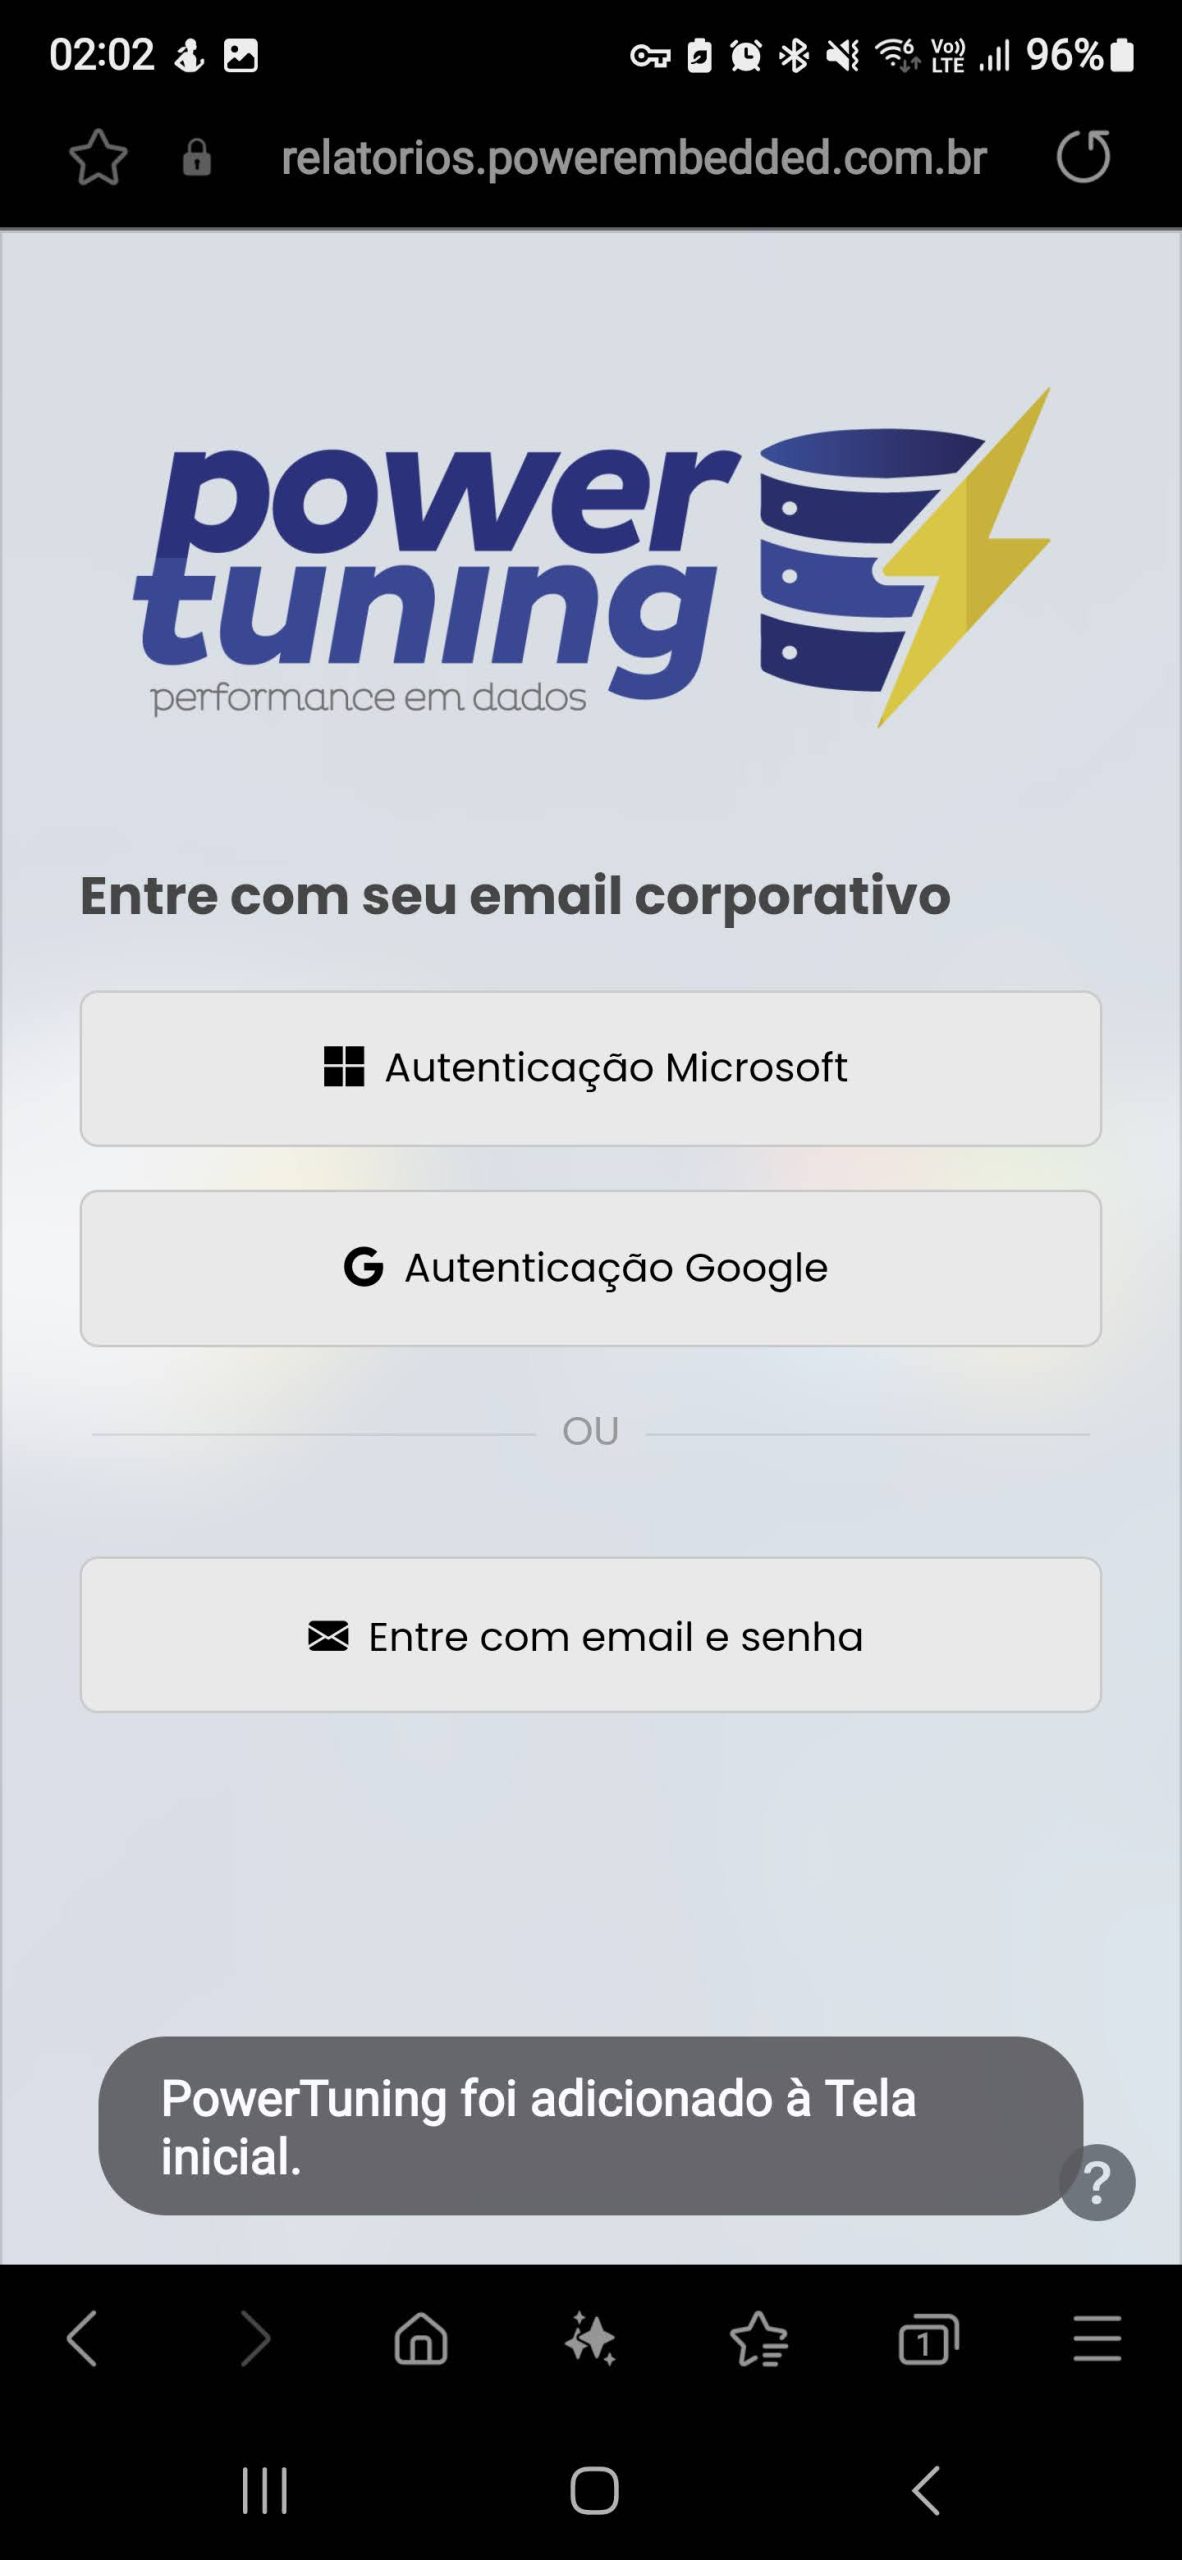 02:02
Vo)) LTE
6
96%
relatorios.powerembedded.com.br
power
tuning
performance em dados
Entre com seu email corporativo
Autenticação Microsoft
G Autenticação Google
OU
Entre com email e senha
PowerTuning foi adicionado à Tela
inicial.
?
1